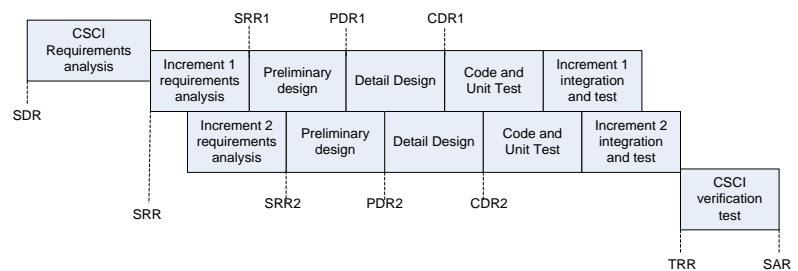 SRR1
PDR1
CDR1
CSCI
Requirements
analysis
Increment 1
requirements
analysis
Preliminary
design
Detail Design
Code and
Unit Test
Increment 1
integration
and test
SDR
Increment 2
requirements
analysis
Preliminary
design
Detail Design
Code and
Unit Test
Increment 2
integration
and test
SRR
SRR2
PDR2
CDR2
CSCI
verification
test
TRR
SAR